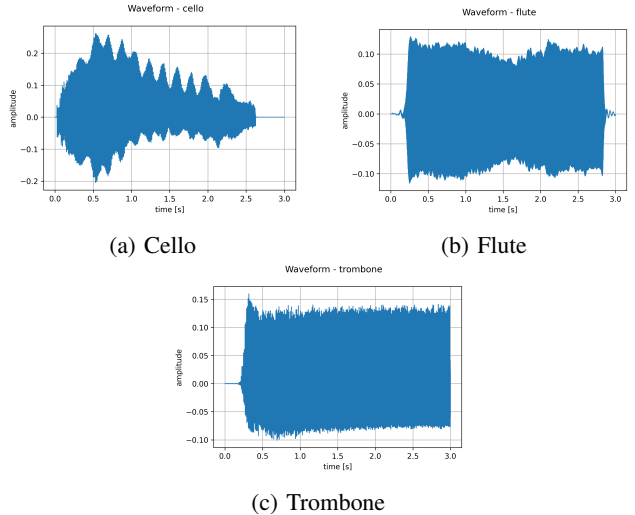 Waveform - cello
0.2
0.1
0.0
−0.1
−0.2
amplitude
0.0 0.5 1.0 1.5 2.0 2.5 3.0
time [s]
(a) Cello
Waveform - flute
0.10
0.05
0.00
−0.05
−0.10
amplitude
0.0 0.5 1.0 1.5 2.0 2.5 3.0
time [s]
(b) Flute
Waveform - trombone
0.15
0.10
0.05
0.00
−0.05
−0.10
amplitude
0.0 0.5 1.0 1.5 2.0 2.5 3.0
time [s]
(c) Trombone